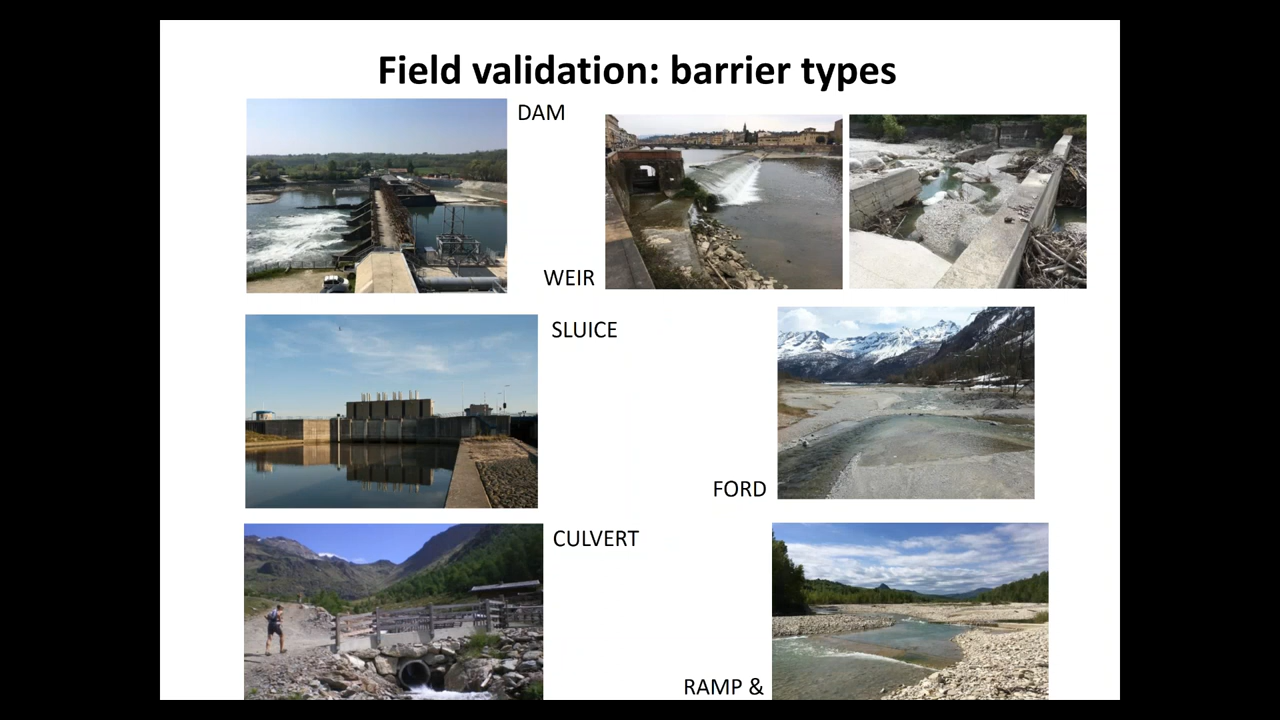 Field validation: barrier types
DAM
WEIR
SLUICE
FORD
CULVERT
RAMP &